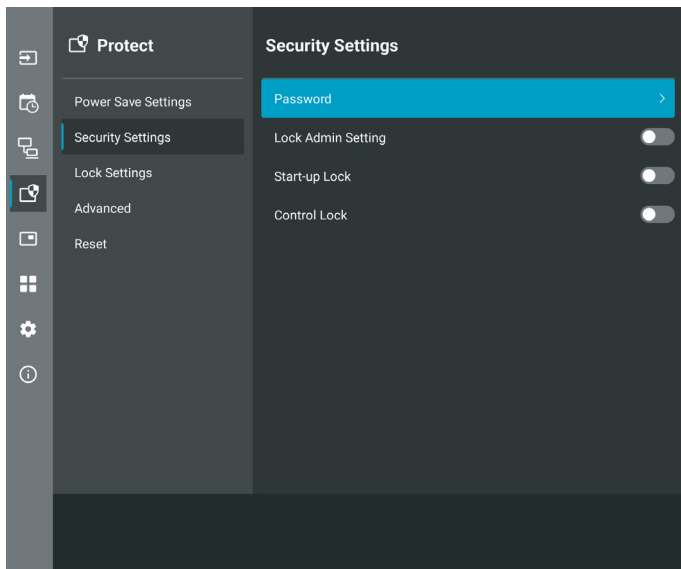 Protect
Power Save Settings
Security Settings
Lock Settings
Advanced
Reset
Security Settings
Password
Lock Admin Setting
Start-up Lock
Control Lock